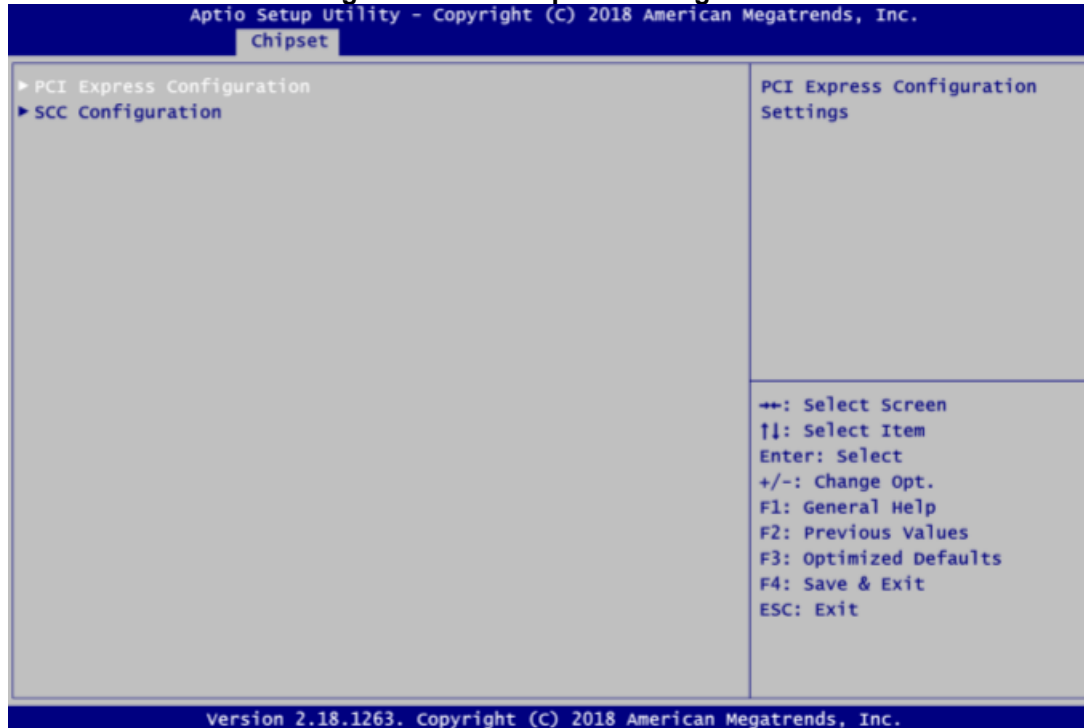 Aptio Setup Utility - Copyright (C) 2018 American Megatrends, Inc.
Chipset
▶ PCI Express Configuration
▶ SCC Configuration
PCI Express Configuration
Settings
→←: Select Screen
↑↓: Select Item
Enter: Select
+/-: Change Opt.
F1: General Help
F2: Previous Values
F3: Optimized Defaults
F4: Save & Exit
ESC: Exit
Version 2.18.1263. Copyright (C) 2018 American Megatrends, Inc.